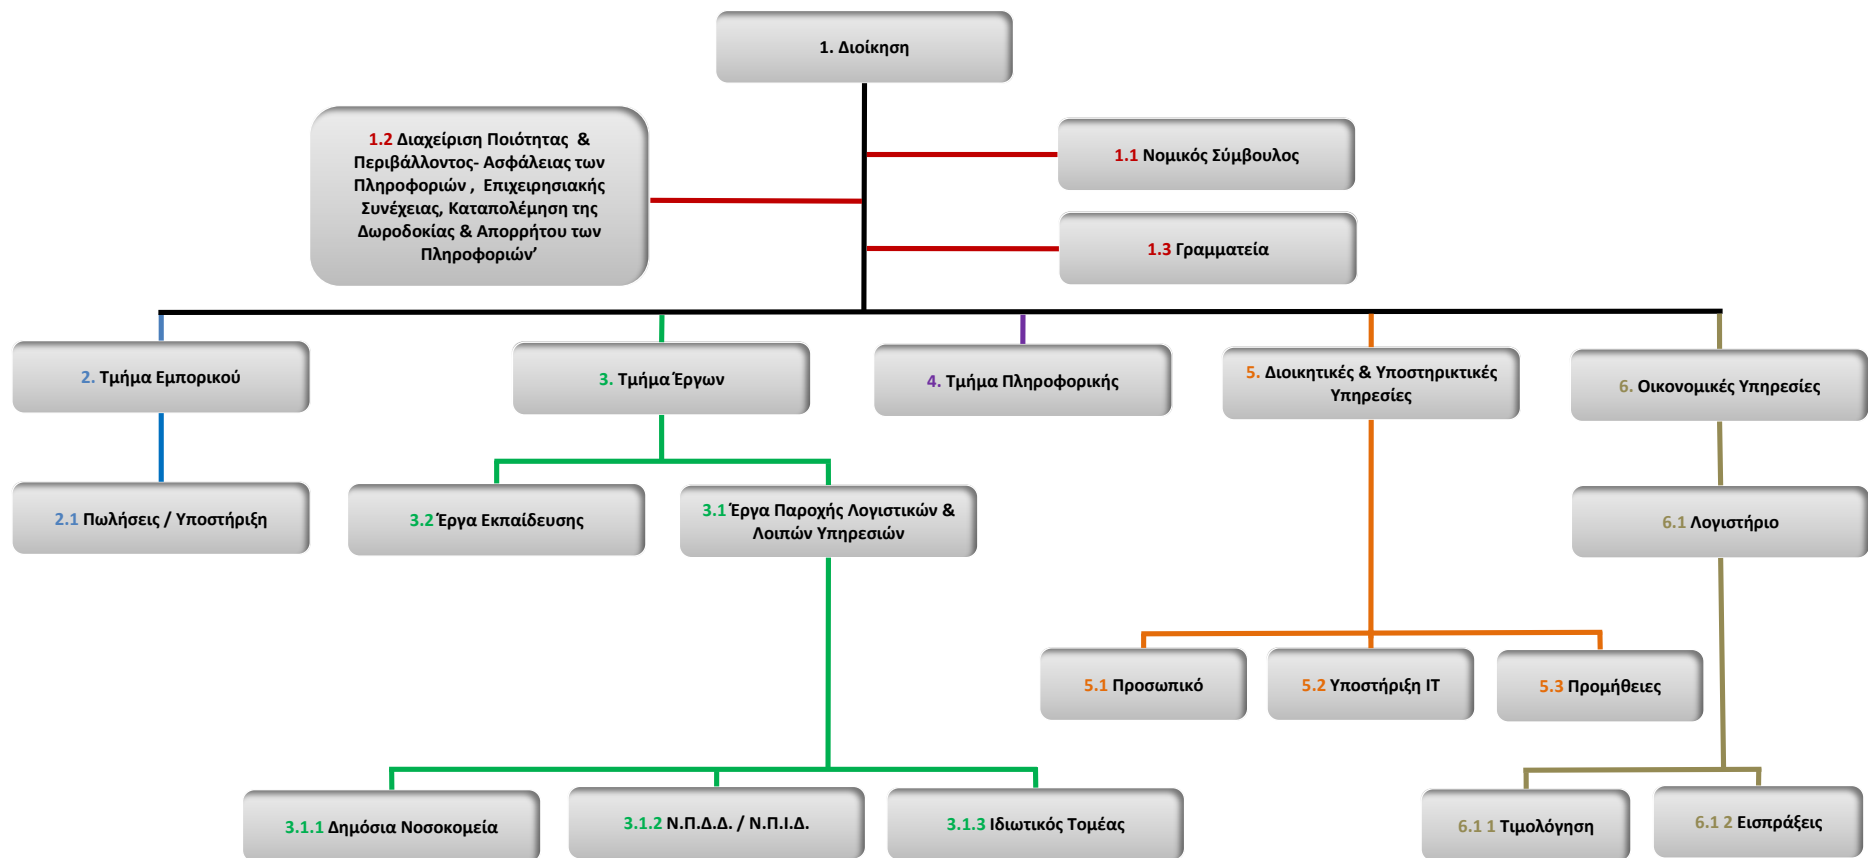 1. Διοίκηση
1.2 Διαχείριση Ποιότητας &
Περιβάλλοντος- Ασφάλειας των
Πληροφοριών , Επιχειρησιακής
Συνέχειας, Καταπολέμηση της
Δωροδοκίας & Απορρήτου των
Πληροφοριών’
1.1 Νομικός Σύμβουλος
1.3 Γραμματεία
2. Τμήμα Εμπορικού
3. Τμήμα Έργων
4. Τμήμα Πληροφορικής
5. Διοικητικές & Υποστηρικτικές
Υπηρεσίες
6. Οικονομικές Υπηρεσίες
2.1 Πωλήσεις / Υποστήριξη
3.2 Έργα Εκπαίδευσης
3.1 Έργα Παροχής Λογιστικών &
Λοιπών Υπηρεσιών
6.1 Λογιστήριο
5.1 Προσωπικό
5.2 Υποστήριξη IT
5.3 Προμήθειες
3.1.1 Δημόσια Νοσοκομεία
3.1.2 Ν.Π.Δ.Δ. / Ν.Π.Ι.Δ.
3.1.3 Ιδιωτικός Τομέας
6.1 1 Τιμολόγηση
6.1 2 Εισπράξεις